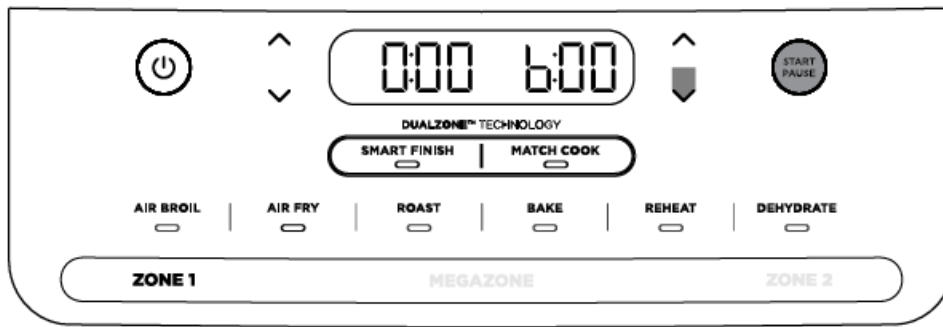 0:00 6:00
START
PAUSE
DUALZONE™ TECHNOLOGY
SMART FINISH MATCH COOK
AIR BROIL AIR FRY ROAST BAKE REHEAT DEHYDRATE
ZONE 1 MEGAZONE ZONE 2